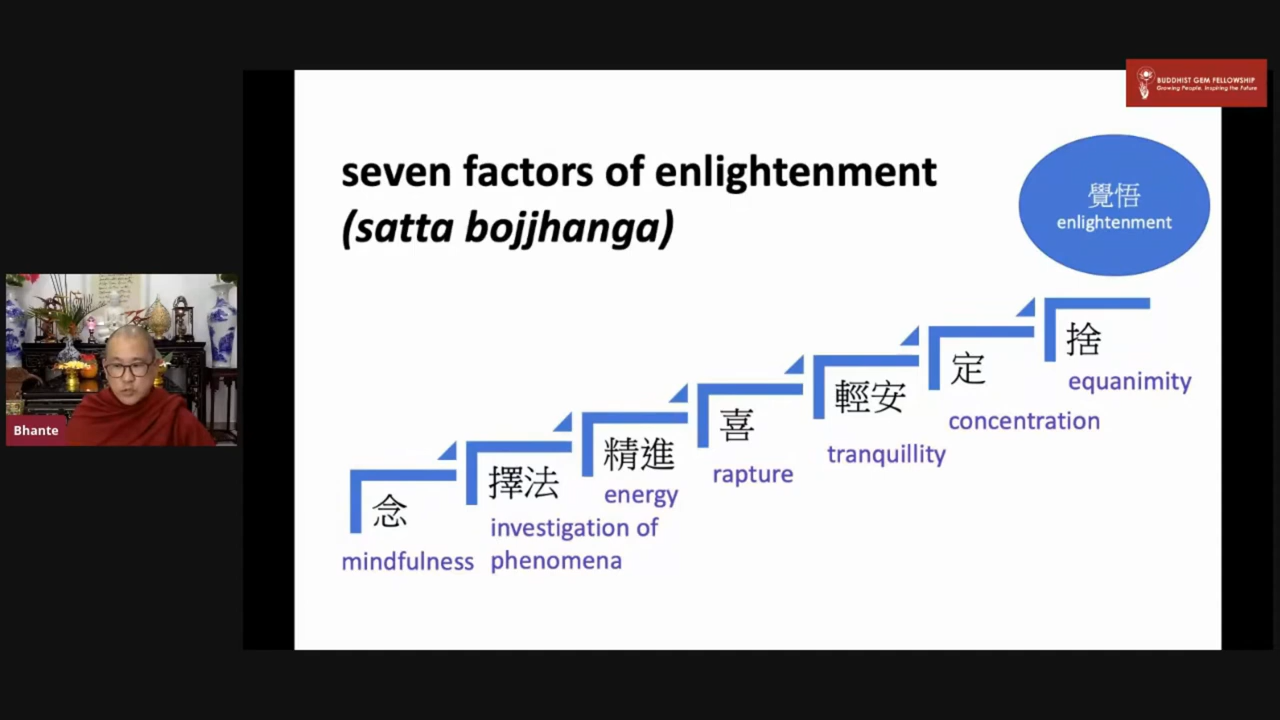 BUDDHIST GEM FELLOWSHIP
Growing People, Inspiring the Future
seven factors of enlightenment
(satta bojjhanga)
覺悟
enlightenment
念
mindfulness
擇法
investigation of
phenomena
精進
energy
喜
rapture
輕安
tranquillity
定
concentration
捨
equanimity
Bhante